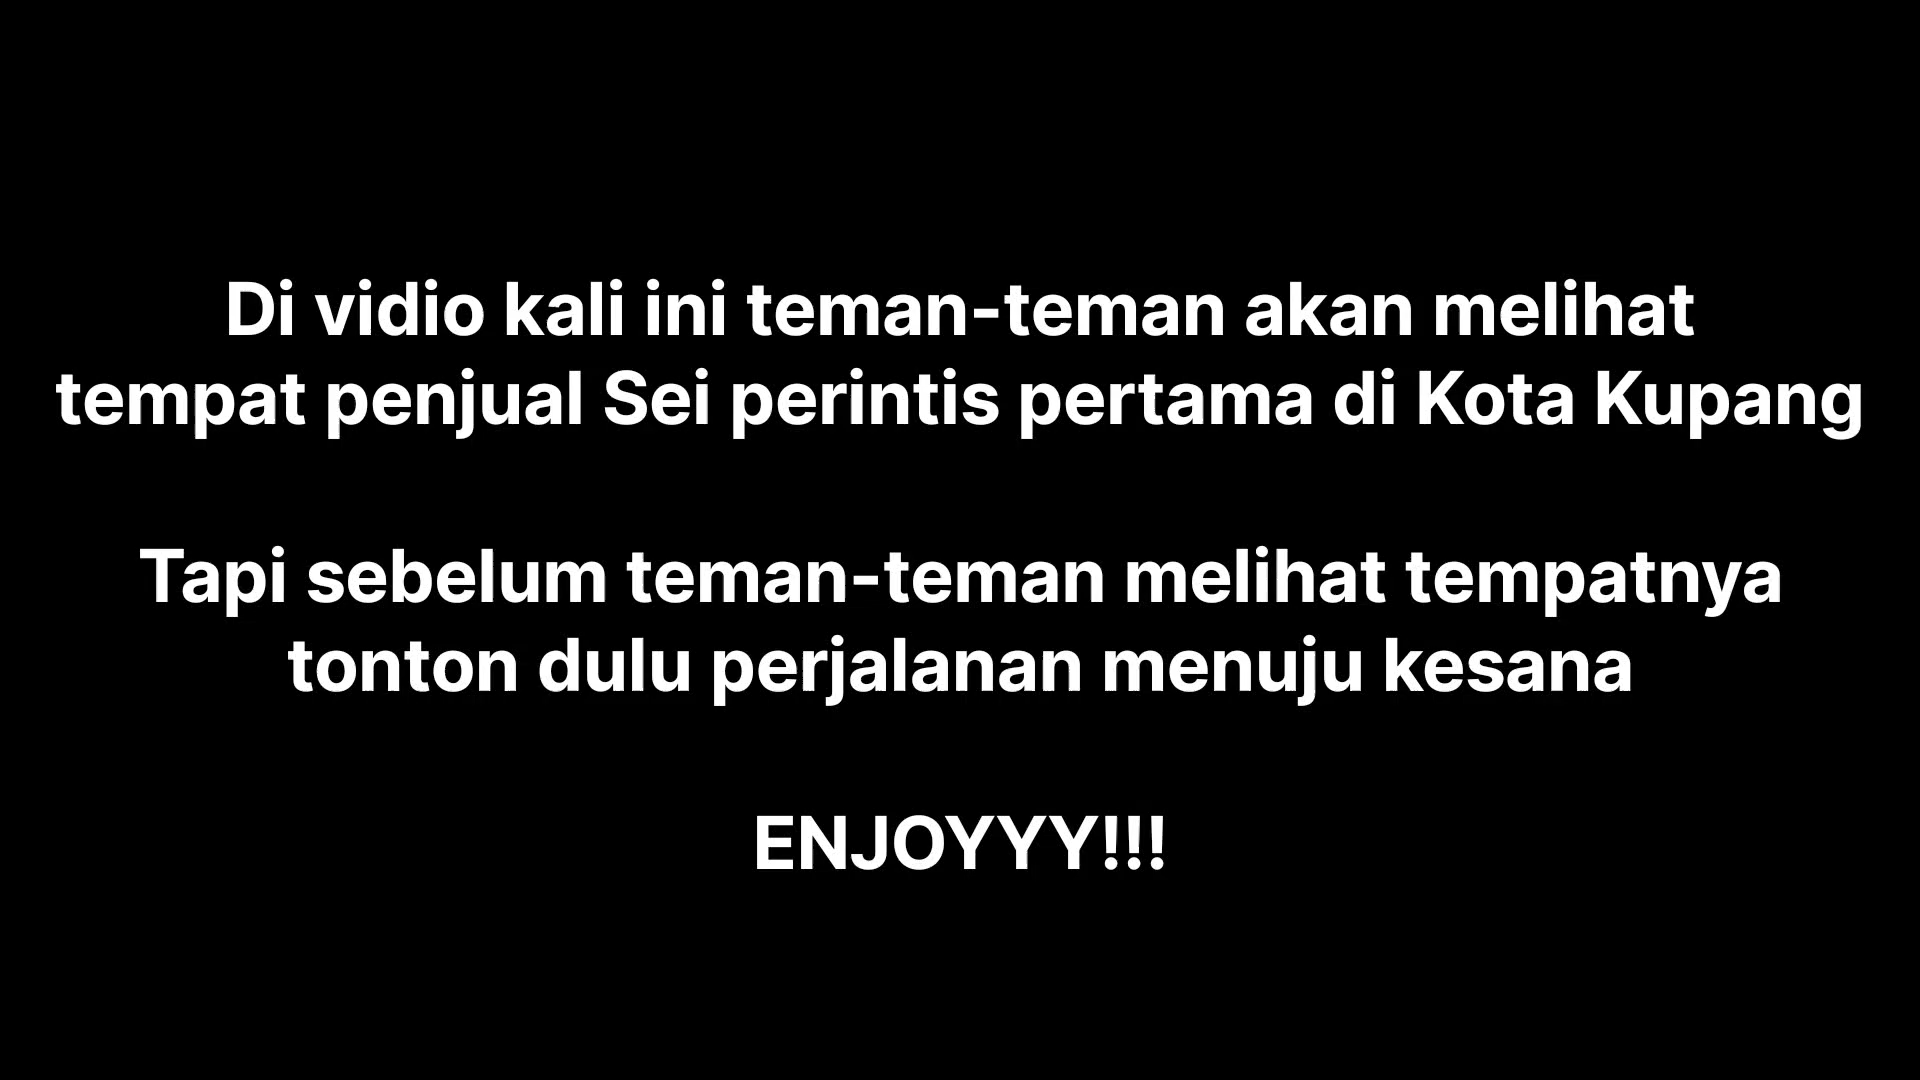 Di vidio kali ini teman-teman akan melihat
tempat penjual Sei perintis pertama di Kota Kupang
Tapi sebelum teman-teman melihat tempatnya
tonton dulu perjalanan menuju kesana
ENJOYYY!!!